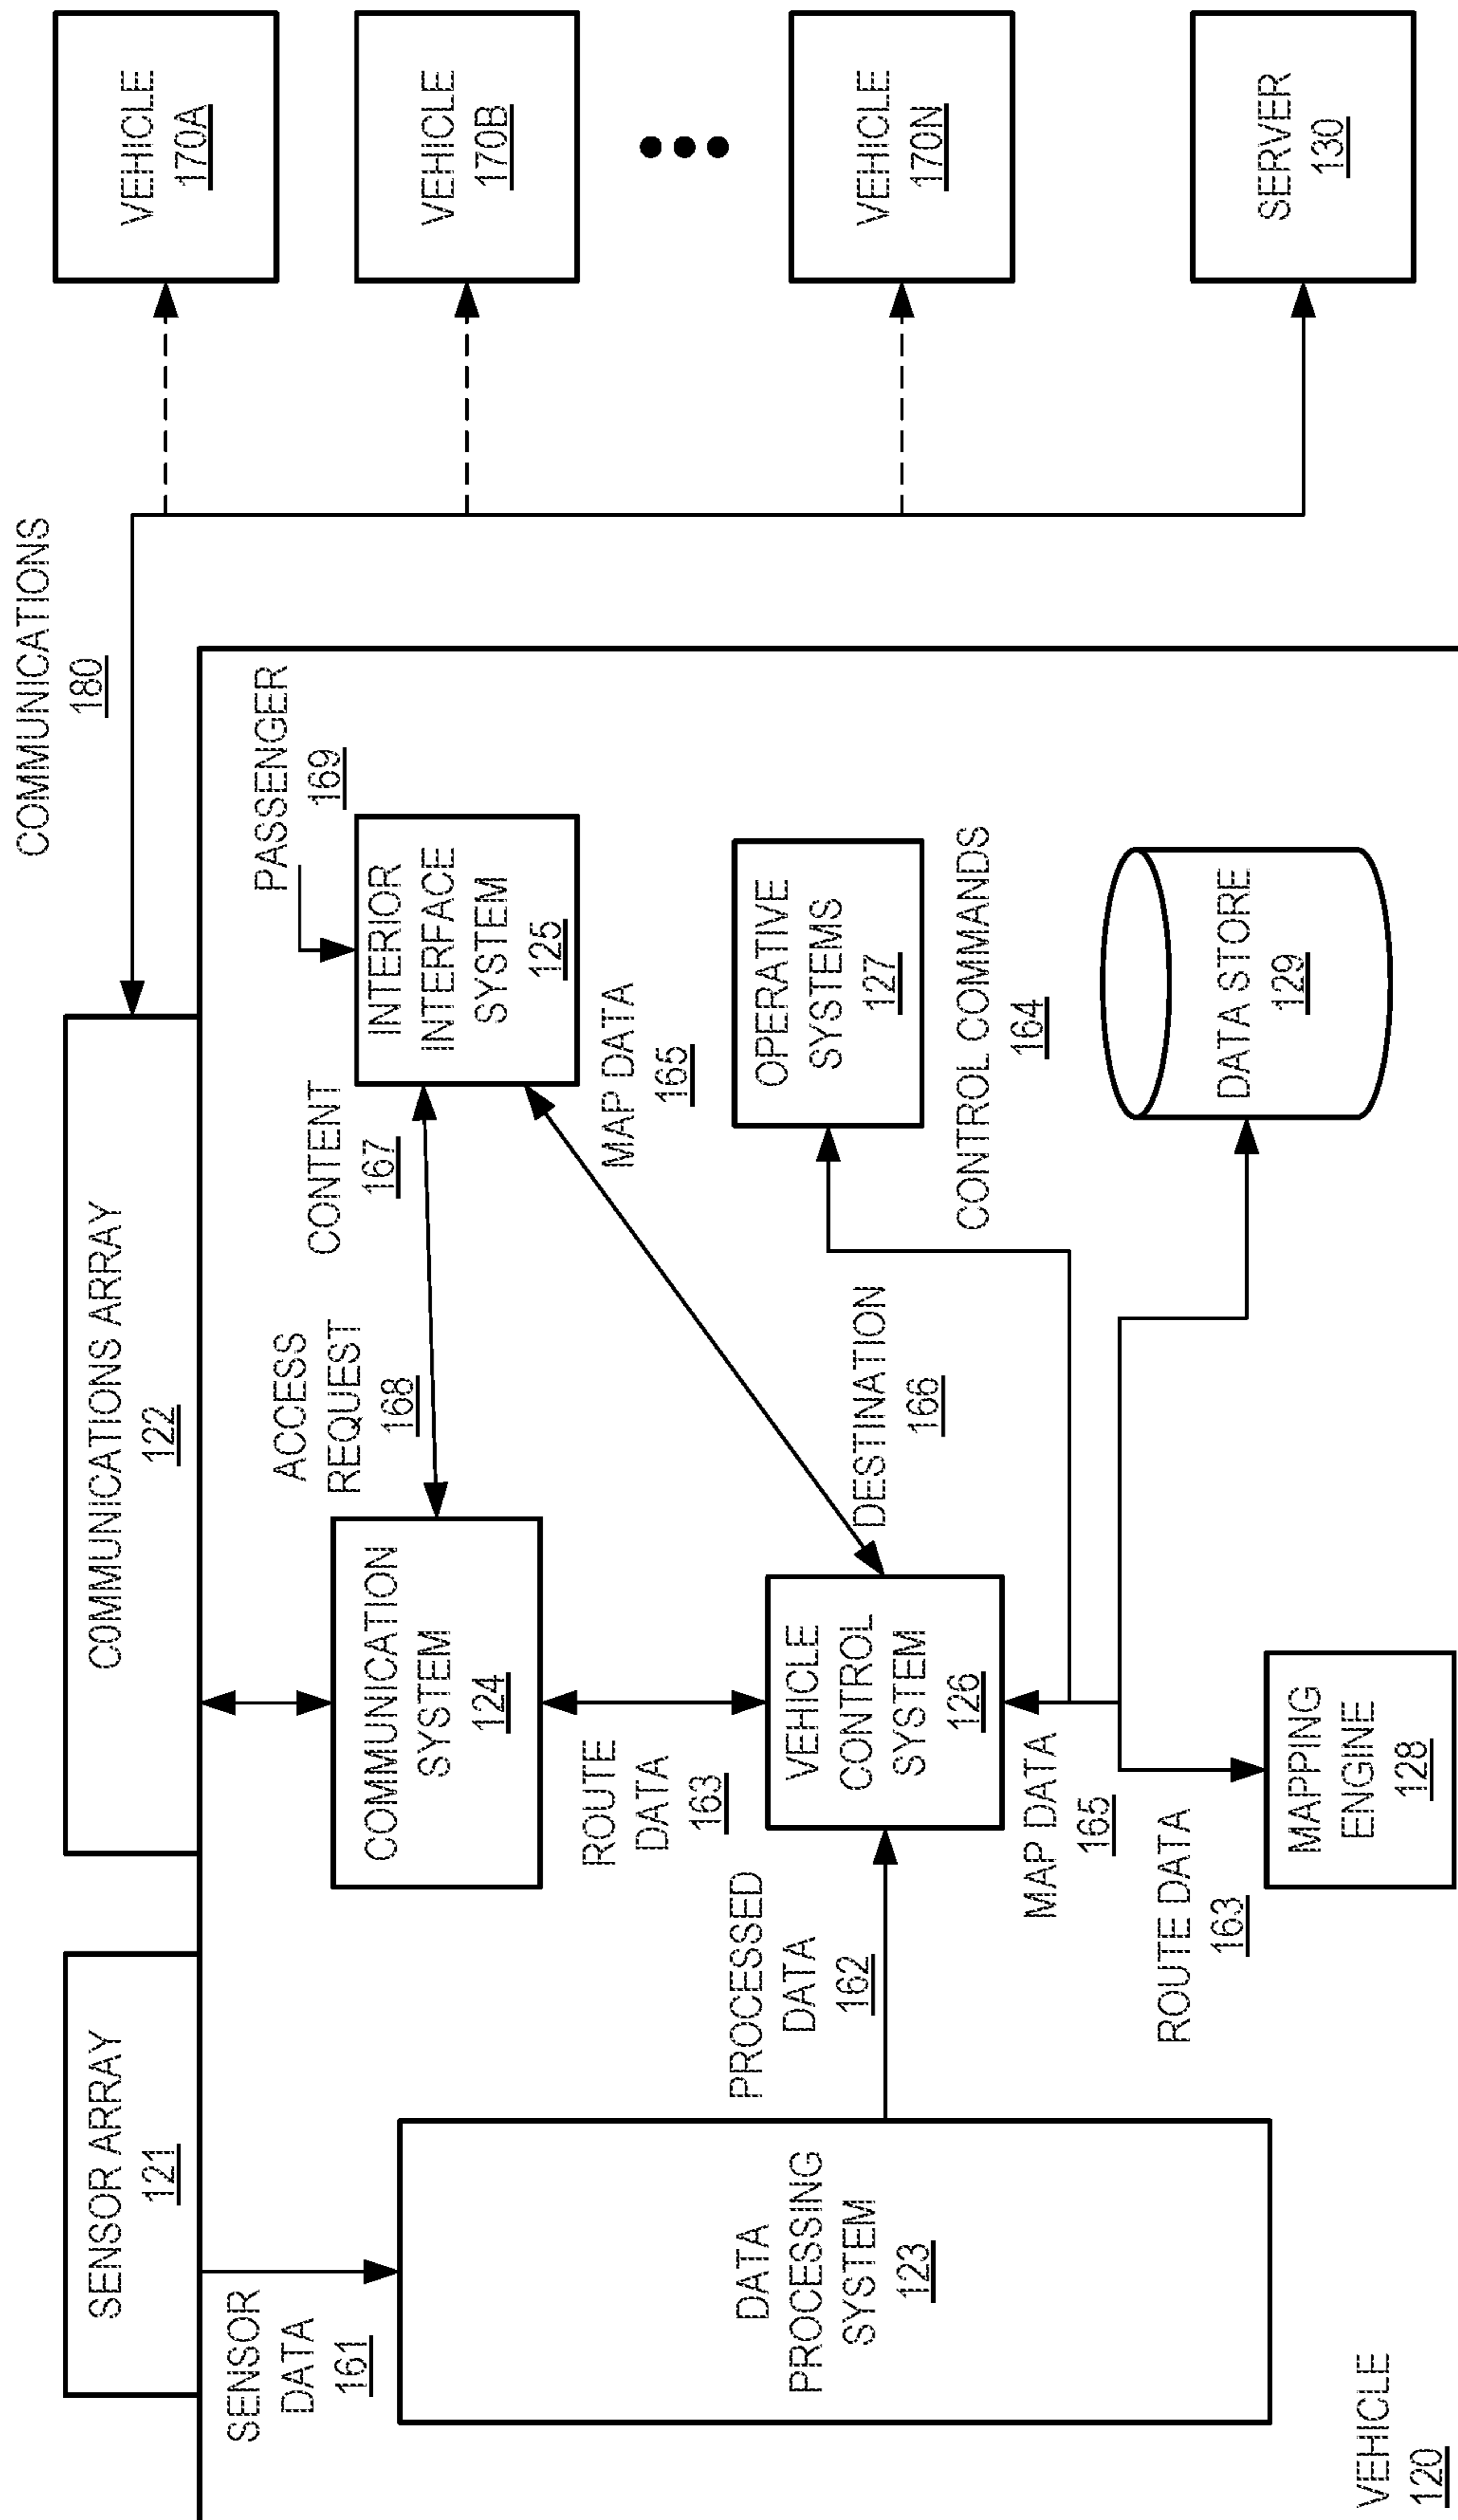 SENSOR ARRAY
121
COMMUNICATIONS ARRAY
122
COMMUNICATIONS
180
SENSOR
DATA
161
ACCESS
REQUEST
168
CONTENT
167
PASSENGER
169
COMMUNICATION
SYSTEM
124
INTERIOR
INTERFACE
SYSTEM
125
MAP DATA
165
ROUTE
DATA
163
DATA
PROCESSING
SYSTEM
123
PROCESSED
DATA
162
VEHICLE
CONTROL
SYSTEM
126
DESTINATION
166
OPERATIVE
SYSTEMS
127
CONTROL COMMANDS
164
MAP DATA
165
ROUTE DATA
163
MAPPING
ENGINE
128
DATA STORE
129
VEHICLE
120
VEHICLE
170A
VEHICLE
170B
VEHICLE
170N
SERVER
130